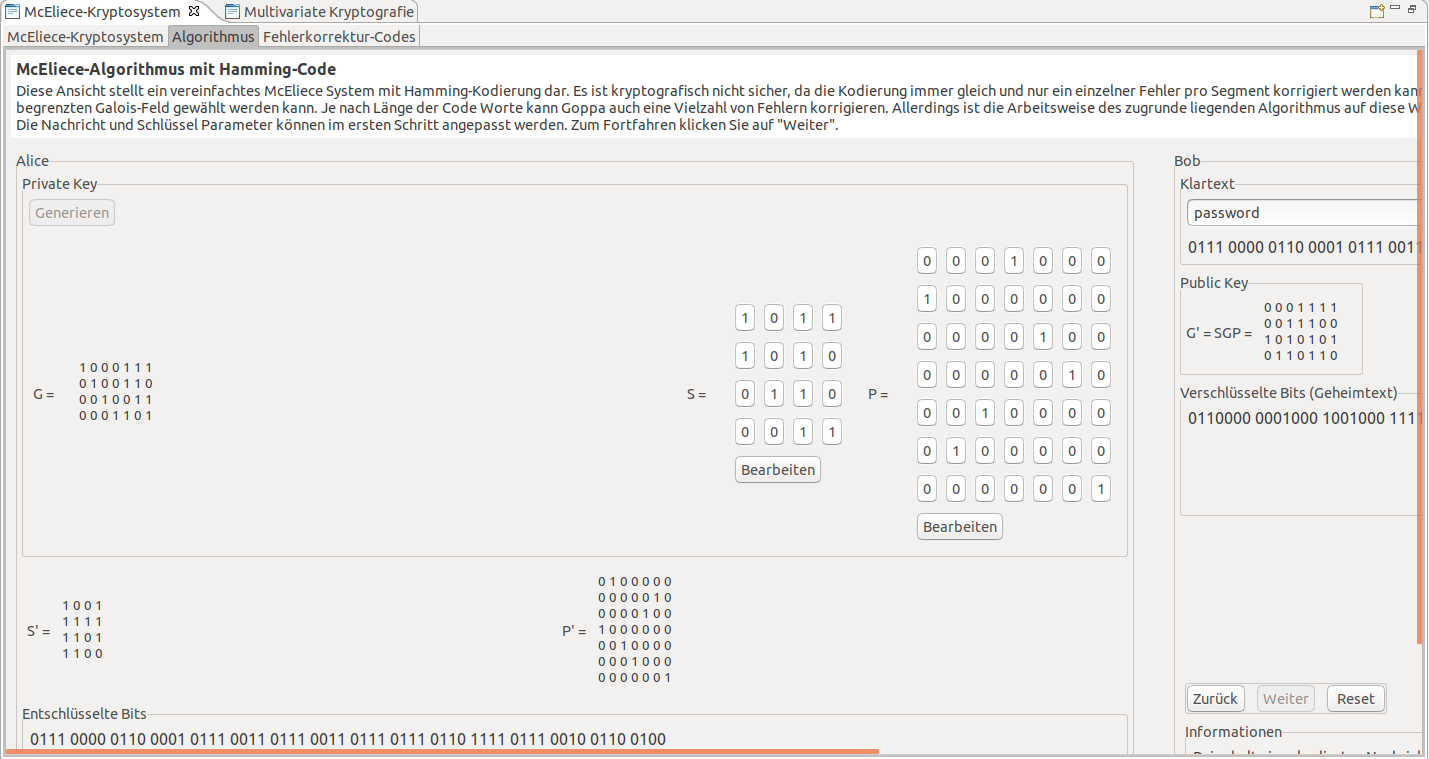 McEliece-Kryptosystem Multivariate Kryptografie
McEliece-Kryptosystem Algorithmus Fehlerkorrektur-Codes
McEliece-Algorithmus mit Hamming-Code
Diese Ansicht stellt ein vereinfachtes McEliece System mit Hamming-Kodierung dar. Es ist kryptografisch nicht sicher, da die Kodierung immer gleich und nur ein einzelner Fehler pro Segment korrigiert werden kan
begrenzten Galois-Feld gewählt werden kann. Je nach Länge der Code Worte kann Goppa auch eine Vielzahl von Fehlern korrigieren. Allerdings ist die Arbeitsweise des zugrunde liegenden Algorithmus auf diese W
Die Nachricht und Schlüssel Parameter können im ersten Schritt angepasst werden. Zum Fortfahren klicken Sie auf "Weiter".
Alice
Private Key
Generieren
G =
1 0 0 0 1 1 1
0 1 0 0 1 1 0
0 0 1 0 0 1 1
0 0 0 1 1 0 1
S =
1 0 1 1
1 0 1 0
0 1 1 0
0 0 1 1
Bearbeiten
P =
0 0 0 1 0 0 0
1 0 0 0 0 0 0
0 0 0 0 1 0 0
0 0 0 0 0 1 0
0 0 1 0 0 0 0
0 1 0 0 0 0 0
0 0 0 0 0 0 1
Bearbeiten
S' =
1 0 0 1
1 1 1 1
1 1 0 1
1 1 0 0
P' =
0 1 0 0 0 0 0
0 0 0 0 0 1 0
0 0 0 0 1 0 0
1 0 0 0 0 0 0
0 0 1 0 0 0 0
0 0 0 1 0 0 0
0 0 0 0 0 0 1
Entschlüsselte Bits
0111 0000 0110 0001 0111 0011 0111 0011 0111 0111 0110 1111 0111 0010 0110 0100
Bob
Klartext
password
0111 0000 0110 0001 0111 0011
Public Key
G' = SGP =
0 0 0 1 1 1 1
0 0 1 1 1 0 0
1 0 1 0 1 0 1
0 1 1 0 1 1 0
Verschlüsselte Bits (Geheimtext)
0110000 0001000 1001000 1111
Zurück Weiter Reset
Informationen